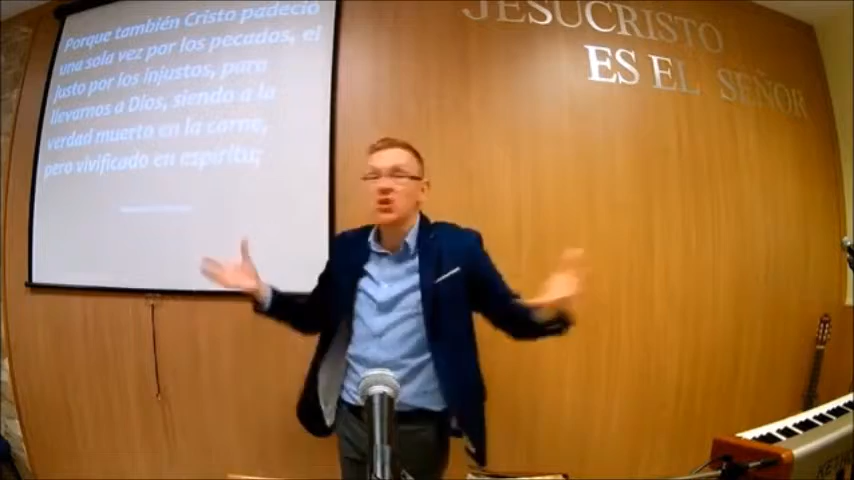 Porque también Cristo padeció
una sola vez por los pecados, el
justo por los injustos, para
llevarnos a Dios, siendo a la
verdad muerto en la carne,
pero vivificado en espíritu;
JESUCRISTO
ES EL SEÑOR